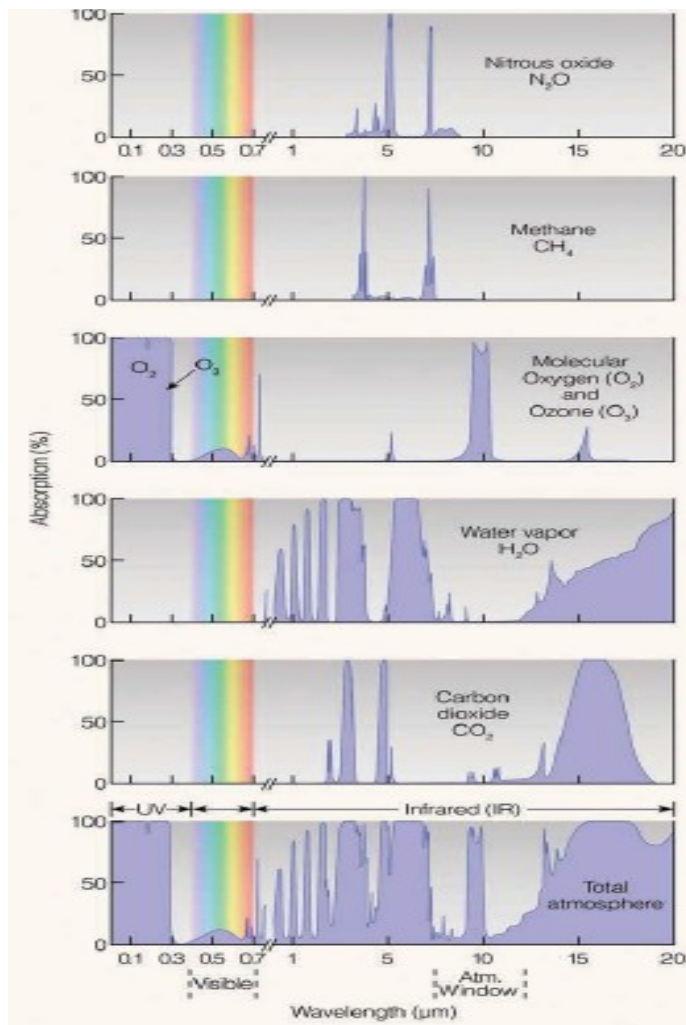 100
50
0
Nitrous oxide
N₂O
0.1 0.3 0.5 0.7 1 5 10 15 20
100
50
0
Methane
CH₄
100
50
0
O₂ O₃
Molecular
Oxygen (O₂)
and
Ozone (O₃)
Absorption (%)
100
50
0
Water vapor
H₂O
100
50
0
Carbon
dioxide
CO₂
UV Infrared (IR)
100
50
0
Total
atmosphere
0.1 0.3 0.5 0.7 1 5 10 15 20
Visible
Atm.
Window
Wavelength (µm)